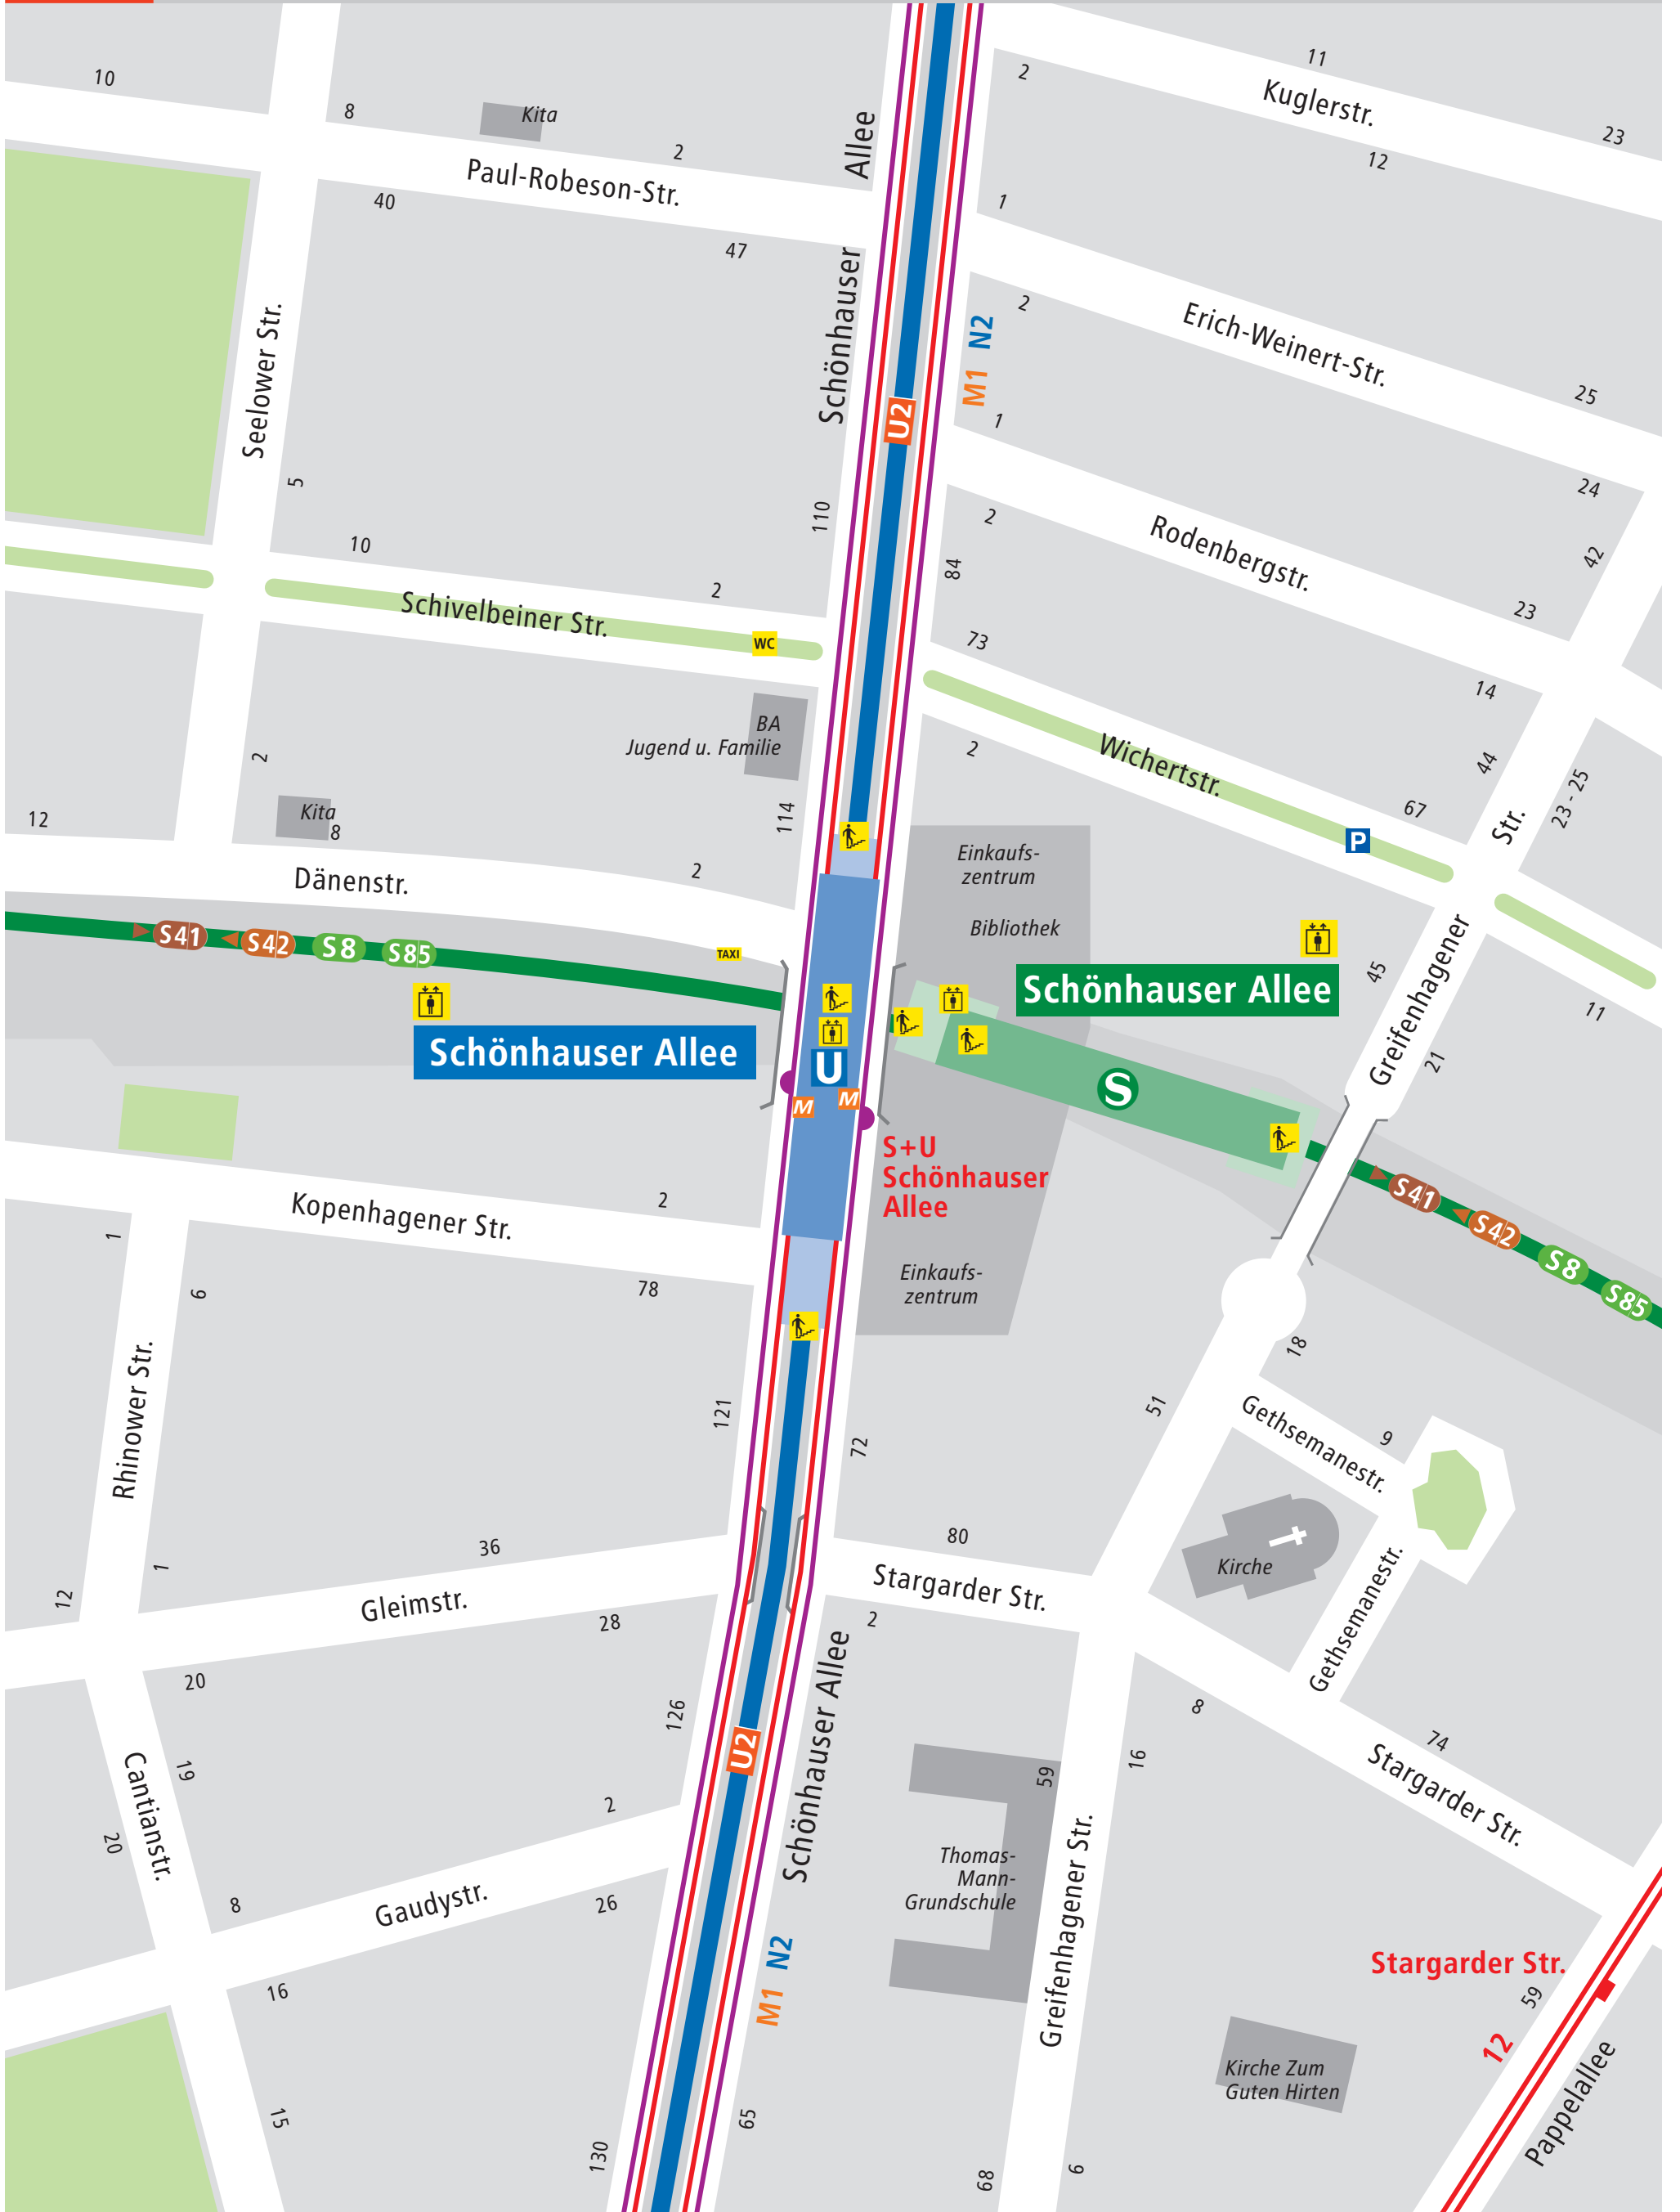 11
10
2
Kuglerstr.
8
Kita
23
Allee
2
12
Paul-Robeson-Str.
40
1
47
Schönhauser
2
Erich-Weinert-Str.
N2
Seelower Str.
M1
25
U2
1
5
24
110
2
Rodenbergstr.
10
42
84
2
Schivelbeiner Str.
23
WC
73
14
BA
Jugend u. Familie
2
Wichertstr.
2
44
23 - 25
Kita
8
12
114
67
Str.
P
Einkaufs-
zentrum
2
Dänenstr.
Bibliothek
S41
S42
S8
S85
TAXI
45
Greifenhagener
Schönhauser Allee
11
Schönhauser Allee
U
21
S
M
M
S+U
Schönhauser
Allee
S41
S42
S8
S85
2
Kopenhagener Str.
1
6
78
Einkaufs-
zentrum
18
Rhinower Str.
121
51
Gethsemanestr.
72
9
36
80
Kirche
1
12
Gleimstr.
Stargarder Str.
28
2
Gethsemanestr.
20
126
Schönhauser Allee
8
U2
74
19
Cantianstr.
59
16
Stargarder Str.
2
20
Thomas-
Mann-
Grundschule
Greifenhagener Str.
8
Gaudystr.
26
N2
M1
Stargarder Str.
16
59
12
Kirche Zum
Guten Hirten
Pappelallee
15
65
130
68
6